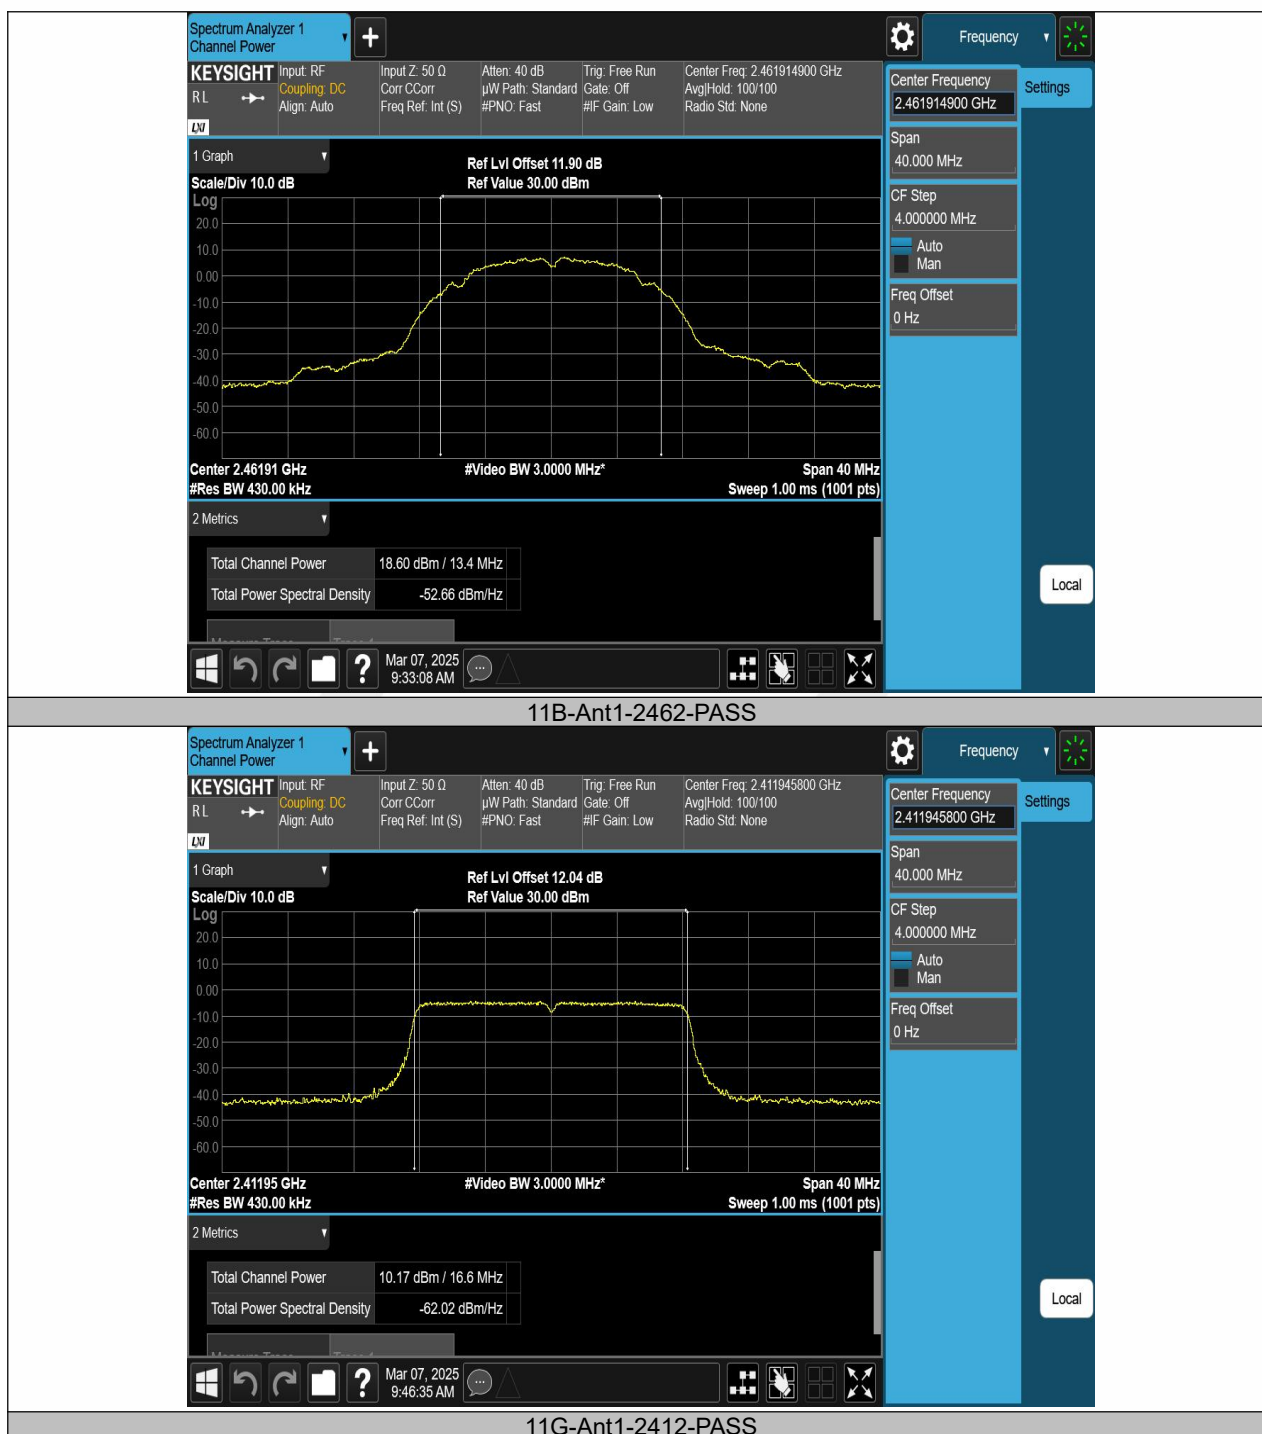 Spectrum Analyzer 1
Channel Power
Frequency
KEYSIGHT
R L
LXI
Input: RF
Coupling: DC
Align: Auto
Input Z: 50 Ω
Corr CCorr
Freq Ref: Int (S)
Atten: 40 dB
µW Path: Standard
#PNO: Fast
Trig: Free Run
Gate: Off
#IF Gain: Low
Center Freq: 2.461914900 GHz
Avg|Hold: 100/100
Radio Std: None
Center Frequency
2.461914900 GHz
Settings
Span
40.000 MHz
CF Step
4.000000 MHz
Auto
Man
Freq Offset
0 Hz
Local
1 Graph
Scale/Div 10.0 dB
Ref Lvl Offset 11.90 dB
Ref Value 30.00 dBm
Log
20.0
10.0
0.00
-10.0
-20.0
-30.0
-40.0
-50.0
-60.0
Center 2.46191 GHz
#Res BW 430.00 kHz
#Video BW 3.0000 MHz*
Span 40 MHz
Sweep 1.00 ms (1001 pts)
2 Metrics
Total Channel Power 18.60 dBm / 13.4 MHz
Total Power Spectral Density -52.66 dBm/Hz
Mar 07, 2025
9:33:08 AM
11B-Ant1-2462-PASS
Spectrum Analyzer 1
Channel Power
Frequency
KEYSIGHT
R L
LXI
Input: RF
Coupling: DC
Align: Auto
Input Z: 50 Ω
Corr CCorr
Freq Ref: Int (S)
Atten: 40 dB
µW Path: Standard
#PNO: Fast
Trig: Free Run
Gate: Off
#IF Gain: Low
Center Freq: 2.411945800 GHz
Avg|Hold: 100/100
Radio Std: None
Center Frequency
2.411945800 GHz
Settings
Span
40.000 MHz
CF Step
4.000000 MHz
Auto
Man
Freq Offset
0 Hz
Local
1 Graph
Scale/Div 10.0 dB
Ref Lvl Offset 12.04 dB
Ref Value 30.00 dBm
Log
20.0
10.0
0.00
-10.0
-20.0
-30.0
-40.0
-50.0
-60.0
Center 2.41195 GHz
#Res BW 430.00 kHz
#Video BW 3.0000 MHz*
Span 40 MHz
Sweep 1.00 ms (1001 pts)
2 Metrics
Total Channel Power 10.17 dBm / 16.6 MHz
Total Power Spectral Density -62.02 dBm/Hz
Mar 07, 2025
9:46:35 AM
11G-Ant1-2412-PASS